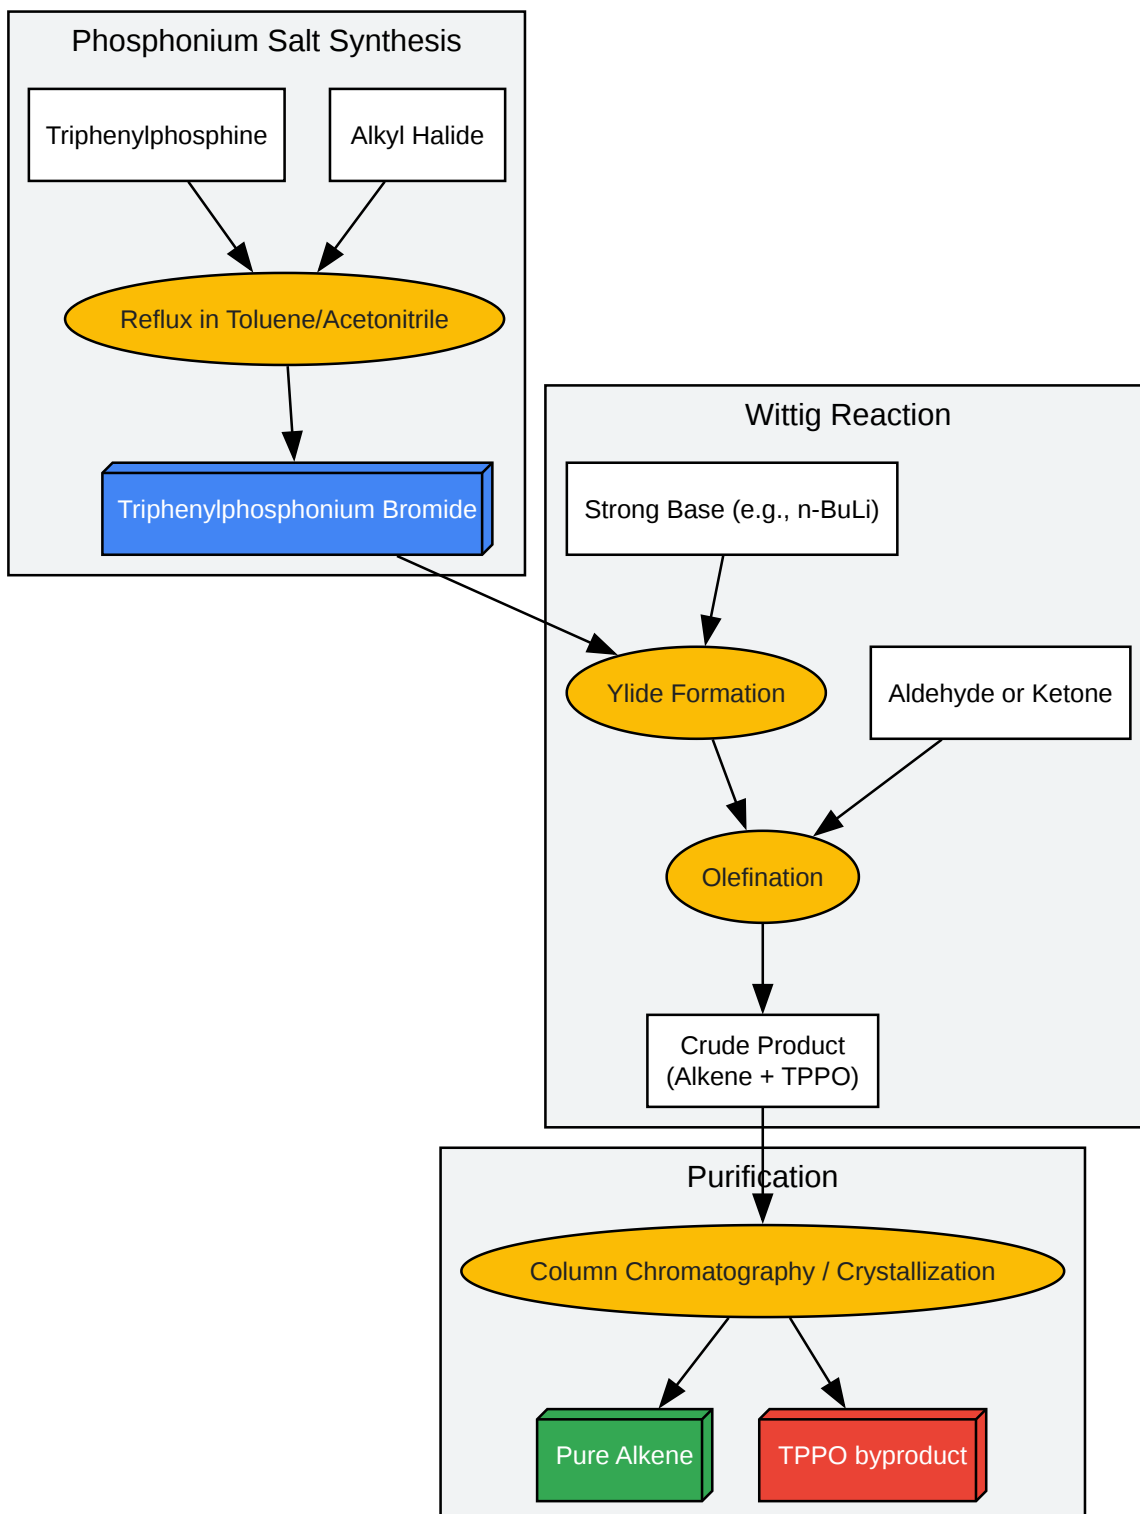 Phosphonium Salt Synthesis
Triphenylphosphine
Alkyl Halide
Reflux in Toluene/Acetonitrile
Triphenylphosphonium Bromide
Wittig Reaction
Strong Base (e.g., n-BuLi)
Ylide Formation
Aldehyde or Ketone
Olefination
Crude Product
(Alkene + TPPO)
Purification
Column Chromatography / Crystallization
Pure Alkene
TPPO byproduct